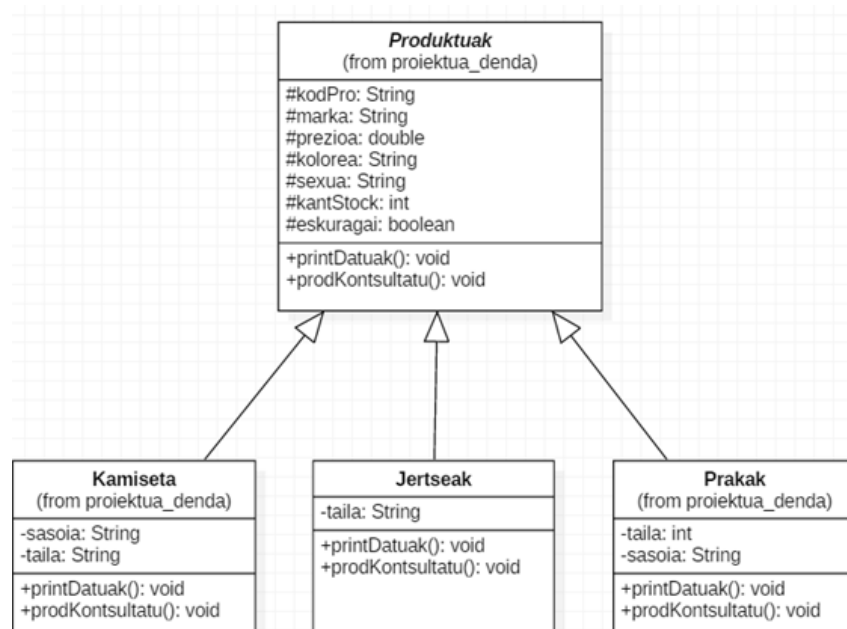 Produktuak
(from proiektua_denda)
#kodPro: String
#marka: String
#prezioa: double
#kolorea: String
#sexua: String
#kantStock: int
#eskuragai: boolean
+printDatuak(): void
+prodKontsultatu(): void
Kamiseta
(from proiektua_denda)
-sasoia: String
-taila: String
+printDatuak(): void
+prodKontsultatu(): void
Jertseak
-taila: String
+printDatuak(): void
+prodKontsultatu(): void
Prakak
(from proiektua_denda)
-taila: int
-sasoia: String
+printDatuak(): void
+prodKontsultatu(): void